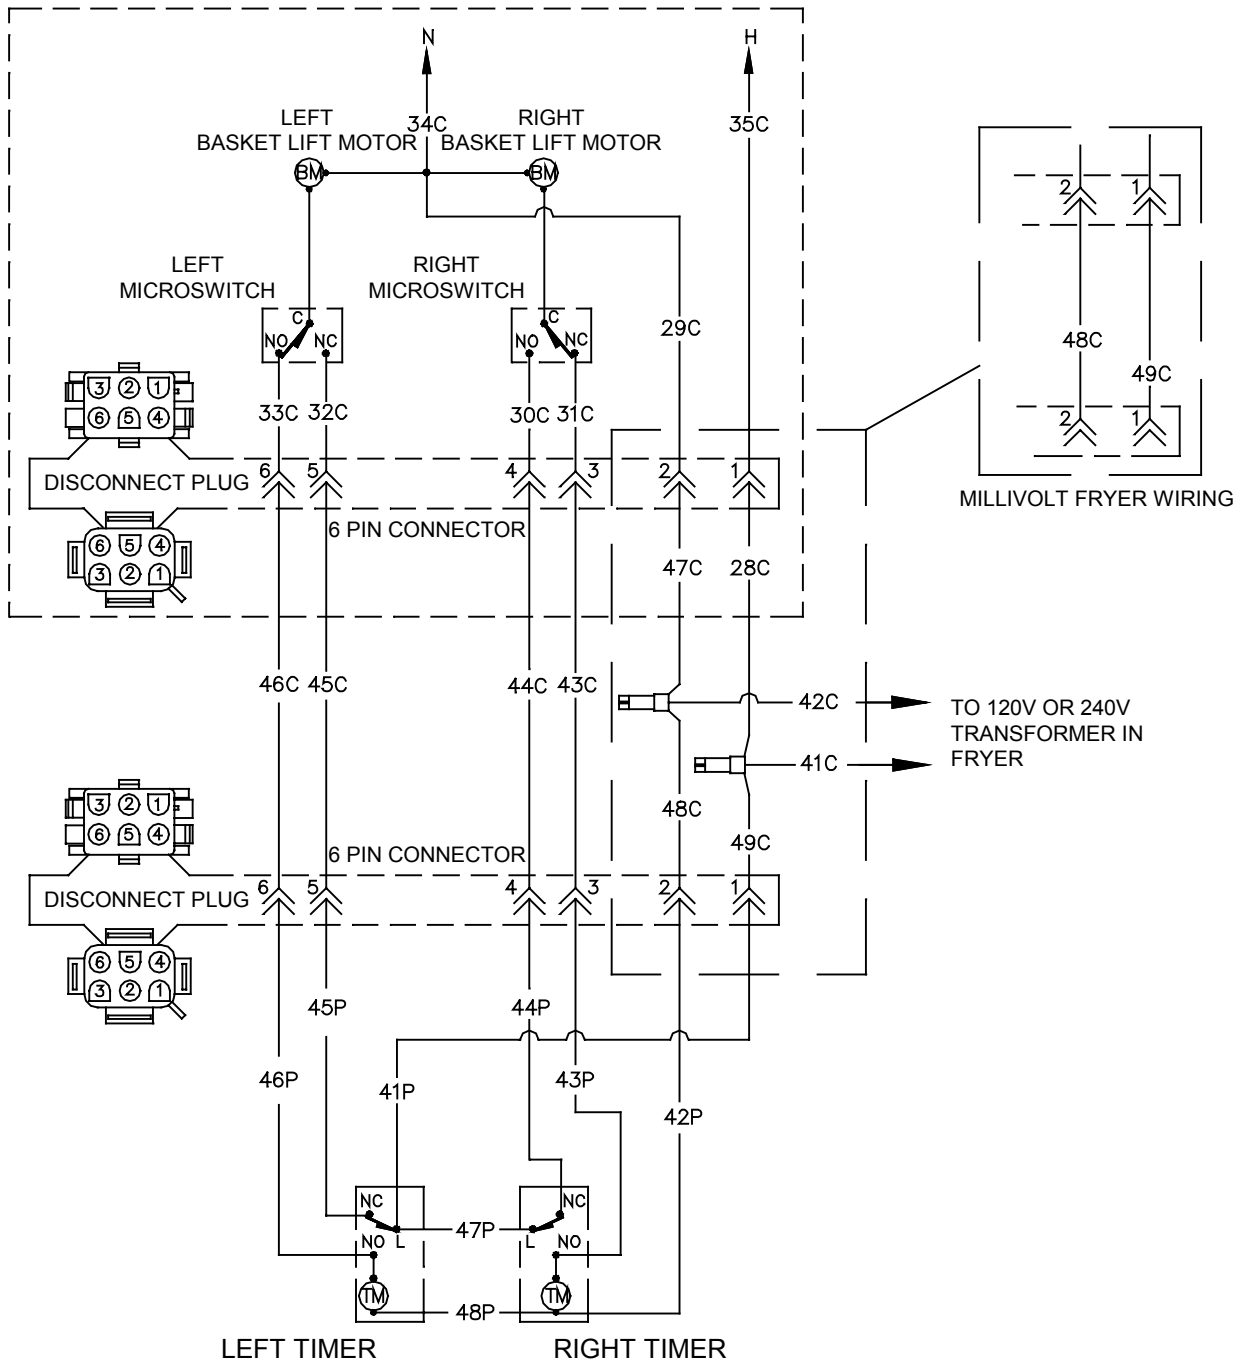 N
H
34C
35C
LEFT
BASKET LIFT MOTOR
RIGHT
BASKET LIFT MOTOR
BM
BM
LEFT
MICROSWITCH
RIGHT
MICROSWITCH
C
NO
NC
C
NO
NC
29C
33C
32C
30C
31C
3 2 1
6 5 4
DISCONNECT PLUG
6
5
4
3
2
1
6 PIN CONNECTOR
6 5 4
3 2 1
47C
28C
46C
45C
44C
43C
42C
41C
TO 120V OR 240V
TRANSFORMER IN
FRYER
48C
49C
3 2 1
6 5 4
6 PIN CONNECTOR
DISCONNECT PLUG
6
5
4
3
2
1
6 5 4
3 2 1
45P
44P
46P
41P
43P
42P
NC
L
NO
TM
47P
48P
NC
L
NO
TM
LEFT TIMER
RIGHT TIMER
2
1
48C
49C
2
1
MILLIVOLT FRYER WIRING